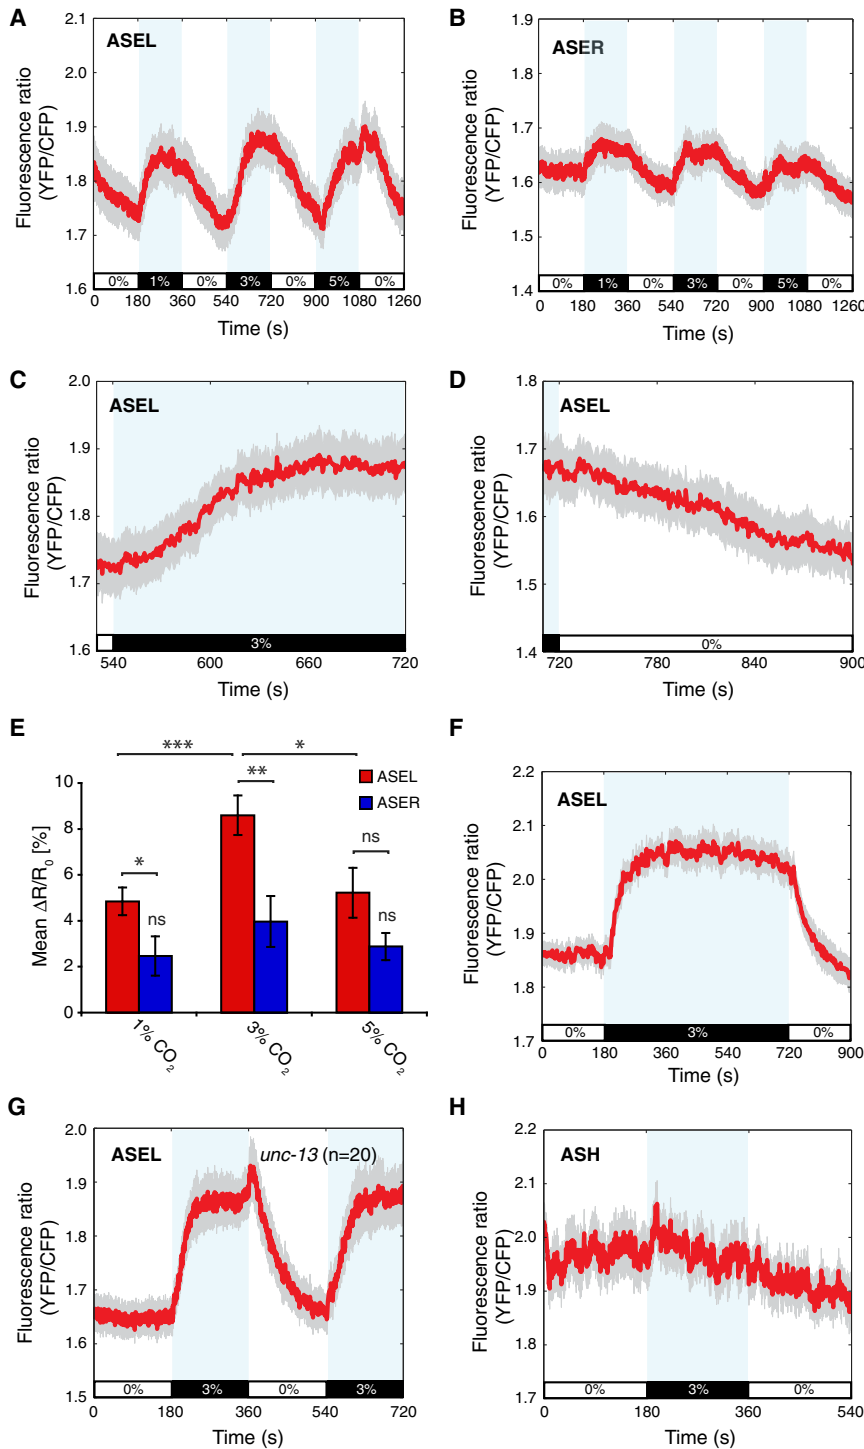 A
ASEL
Fluorescence ratio
(YFP/CFP)
2.1
2.0
1.9
1.8
1.7
1.6
0% 1% 0% 3% 0% 5% 0%
0 180 360 540 720 900 1080 1260
Time (s)
B
ASER
Fluorescence ratio
(YFP/CFP)
1.9
1.8
1.7
1.6
1.5
1.4
0% 1% 0% 3% 0% 5% 0%
0 180 360 540 720 900 1080 1260
Time (s)
C
ASEL
Fluorescence ratio
(YFP/CFP)
2.0
1.9
1.8
1.7
1.6
3%
540 600 660 720
Time (s)
D
ASEL
Fluorescence ratio
(YFP/CFP)
1.8
1.7
1.6
1.5
1.4
0%
720 780 840 900
Time (s)
E
Mean ΔR/R0 [%]
10
8
6
4
2
0
*** *
ASEL
ASER
* ns
**
ns ns
1% CO2
3% CO2
5% CO2
F
ASEL
Fluorescence ratio
(YFP/CFP)
2.2
2.1
2.0
1.9
1.8
1.7
0% 3% 0%
0 180 360 540 720 900
Time (s)
G
ASEL
unc-13 (n=20)
Fluorescence ratio
(YFP/CFP)
2.0
1.9
1.8
1.7
1.6
1.5
0% 3% 0% 3%
0 180 360 540 720
Time (s)
H
ASH
Fluorescence ratio
(YFP/CFP)
2.2
2.1
2.0
1.9
1.8
1.7
0% 3% 0%
0 180 360 540
Time (s)